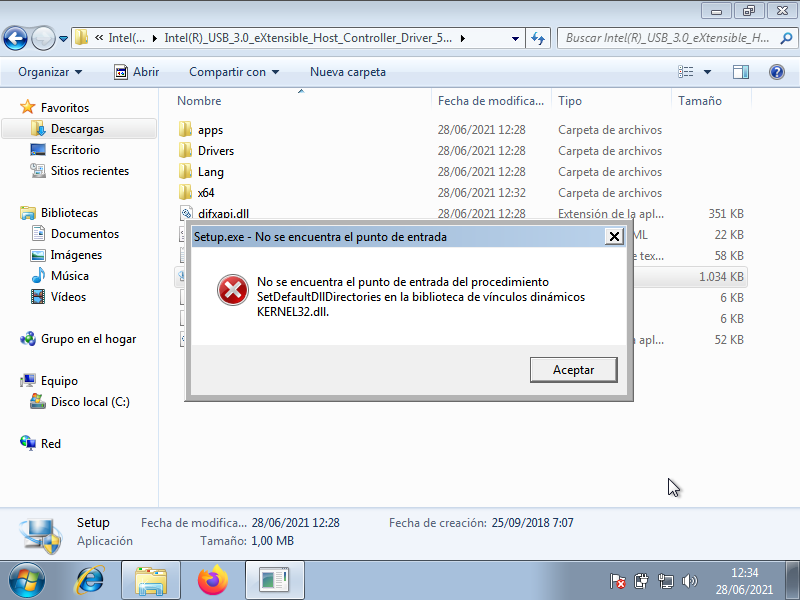 « Intel(... ▸ Intel(R)_USB_3.0_eXtensible_Host_Controller_Driver_5... ▸
Buscar Intel(R)_USB_3.0_eXtensible_H...
Organizar Abrir Compartir con Nueva carpeta
Nombre Fecha de modifica... Tipo Tamaño
Favoritos
Descargas
Escritorio
Sitios recientes
Bibliotecas
Documentos
Imágenes
Música
Vídeos
Grupo en el hogar
Equipo
Disco local (C:)
Red
apps 28/06/2021 12:28 Carpeta de archivos
Drivers 28/06/2021 12:28 Carpeta de archivos
Lang 28/06/2021 12:28 Carpeta de archivos
x64 28/06/2021 12:32 Carpeta de archivos
difxapi.dll 28/06/2021 12:28 Extensión de la apl... 351 KB
ML 22 KB
e tex... 58 KB
1.034 KB
6 KB
6 KB
a apl... 52 KB
Setup.exe - No se encuentra el punto de entrada
No se encuentra el punto de entrada del procedimiento
SetDefaultDllDirectories en la biblioteca de vínculos dinámicos
KERNEL32.dll.
Aceptar
Setup Fecha de modifica... 28/06/2021 12:28 Fecha de creación: 25/09/2018 7:07
Aplicación Tamaño: 1,00 MB
12:34
28/06/2021